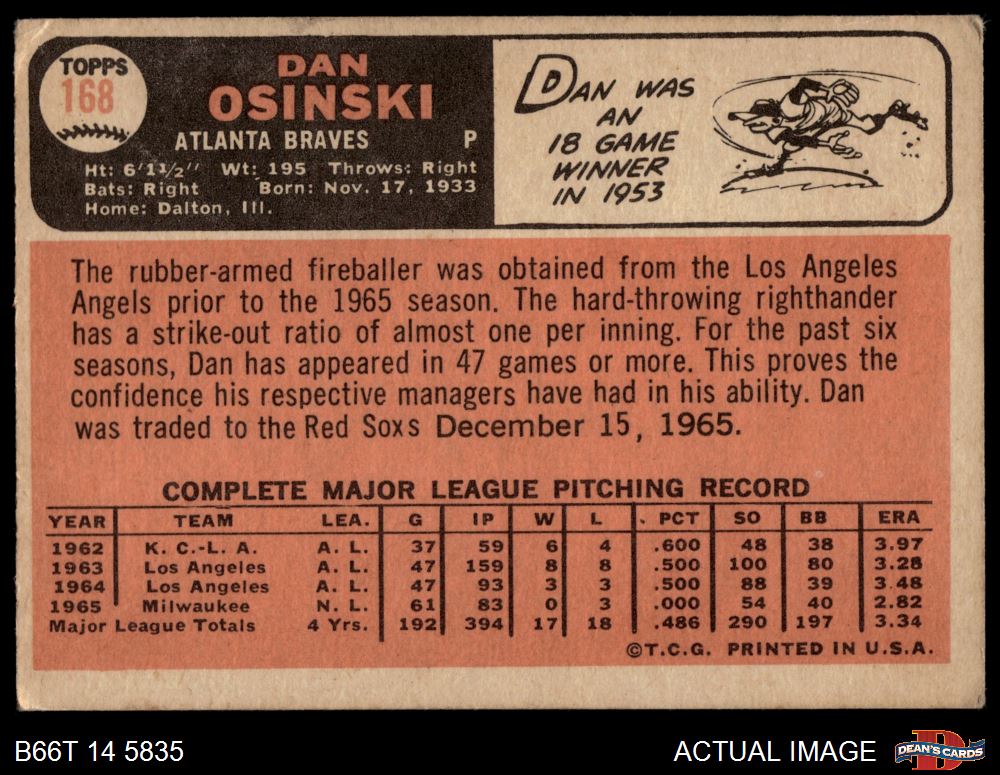 TOPPS
168
DAN
OSINSKI
ATLANTA BRAVES P
Ht: 6'11/2" Wt: 195 Throws: Right
Bats: Right Born: Nov. 17, 1933
Home: Dalton, Ill.
DAN WAS
AN
18 GAME
WINNER
IN 1953
The rubber-armed fireballer was obtained from the Los Angeles
Angels prior to the 1965 season. The hard-throwing righthander
has a strike-out ratio of almost one per inning. For the past six
seasons, Dan has appeared in 47 games or more. This proves the
confidence his respective managers have had in his ability. Dan
was traded to the Red Soxs December 15, 1965.
COMPLETE MAJOR LEAGUE PITCHING RECORD
YEAR TEAM LEA. G IP W L PCT SO BB ERA
1962 K. C.-L. A. A. L. 37 59 6 4 .600 48 38 3.97
1963 Los Angeles A. L. 47 159 8 8 .500 100 80 3.28
1964 Los Angeles A. L. 47 93 3 3 .500 88 39 3.48
1965 Milwaukee N. L. 61 83 0 3 .000 54 40 2.82
Major League Totals 4 Yrs. 192 394 17 18 .486 290 197 3.34
©T.C.G. PRINTED IN U.S.A.
B66T 14 5835
ACTUAL IMAGE
DEAN'S CARDS